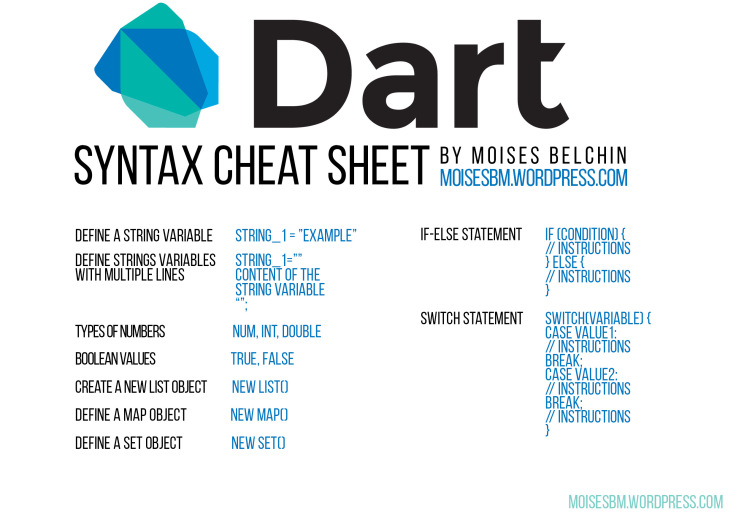 Dart
SYNTAX CHEAT SHEET
BY MOISES BELCHIN
MOISESBM.WORDPRESS.COM
DEFINE A STRING VARIABLE
STRING_1 = "EXAMPLE"
DEFINE STRINGS VARIABLES
WITH MULTIPLE LINES
STRING_1=""
CONTENT OF THE
STRING VARIABLE
“”;
TYPES OF NUMBERS
NUM, INT, DOUBLE
BOOLEAN VALUES
TRUE, FALSE
CREATE A NEW LIST OBJECT
NEW LIST()
DEFINE A MAP OBJECT
NEW MAP()
DEFINE A SET OBJECT
NEW SET()
IF-ELSE STATEMENT
IF (CONDITION) {
// INSTRUCTIONS
} ELSE {
// INSTRUCTIONS
}
SWITCH STATEMENT
SWITCH(VARIABLE) {
CASE VALUE1:
// INSTRUCTIONS
BREAK;
CASE VALUE2:
// INSTRUCTIONS
BREAK;
// INSTRUCTIONS
}
MOISESBM.WORDPRESS.COM